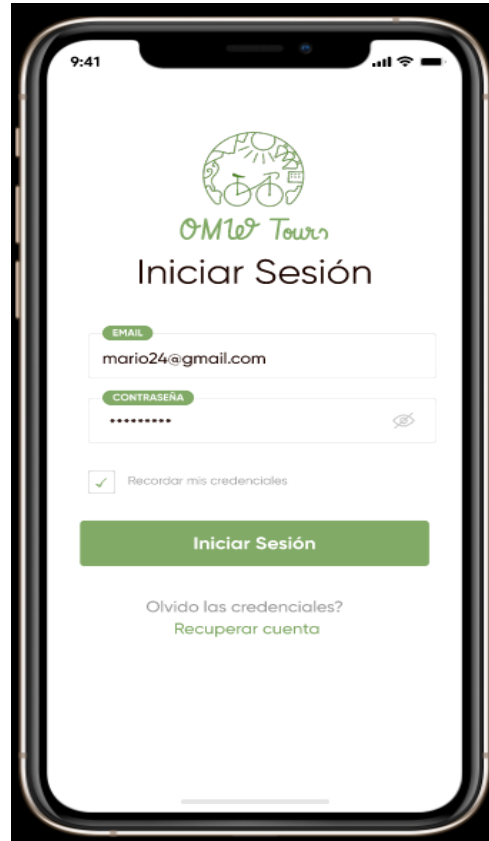 9:41
OMW Tours
Iniciar Sesión
EMAIL
mario24@gmail.com
CONTRASEÑA
•••••••••
Recordar mis credenciales
Iniciar Sesión
Olvido las credenciales?
Recuperar cuenta